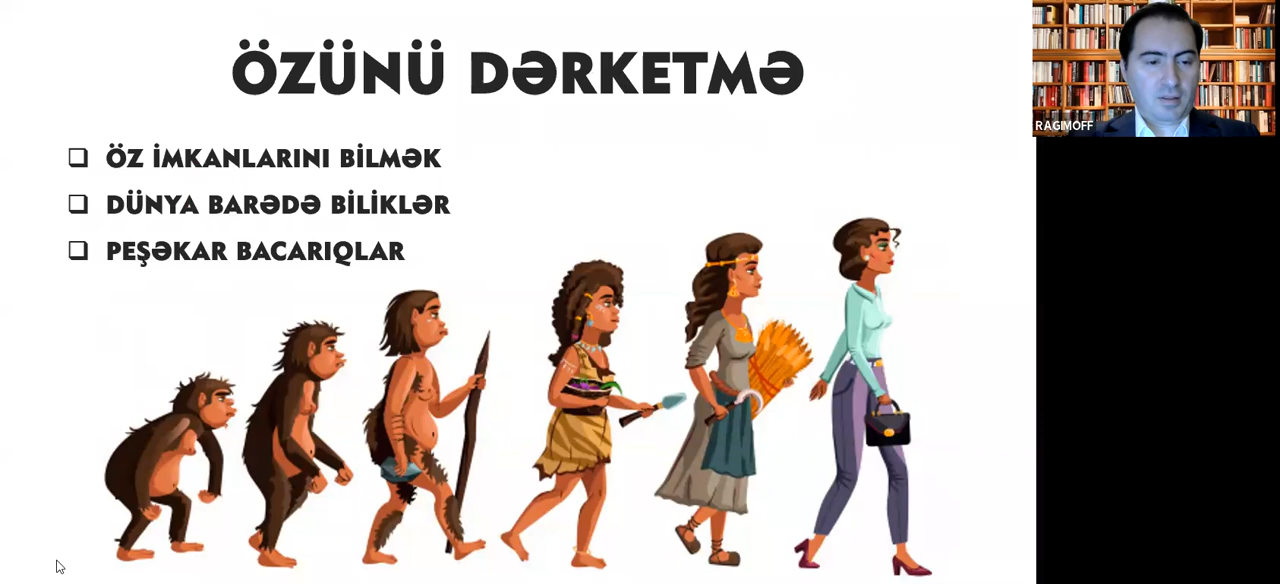 ÖZÜNÜ DƏRKETMƏ
ÖZ İMKANLARINI BİLMƏK
DÜNYA BARƏDƏ BİLİKLƏR
PEŞƏKAR BACARIQLAR
RAGIMOFF